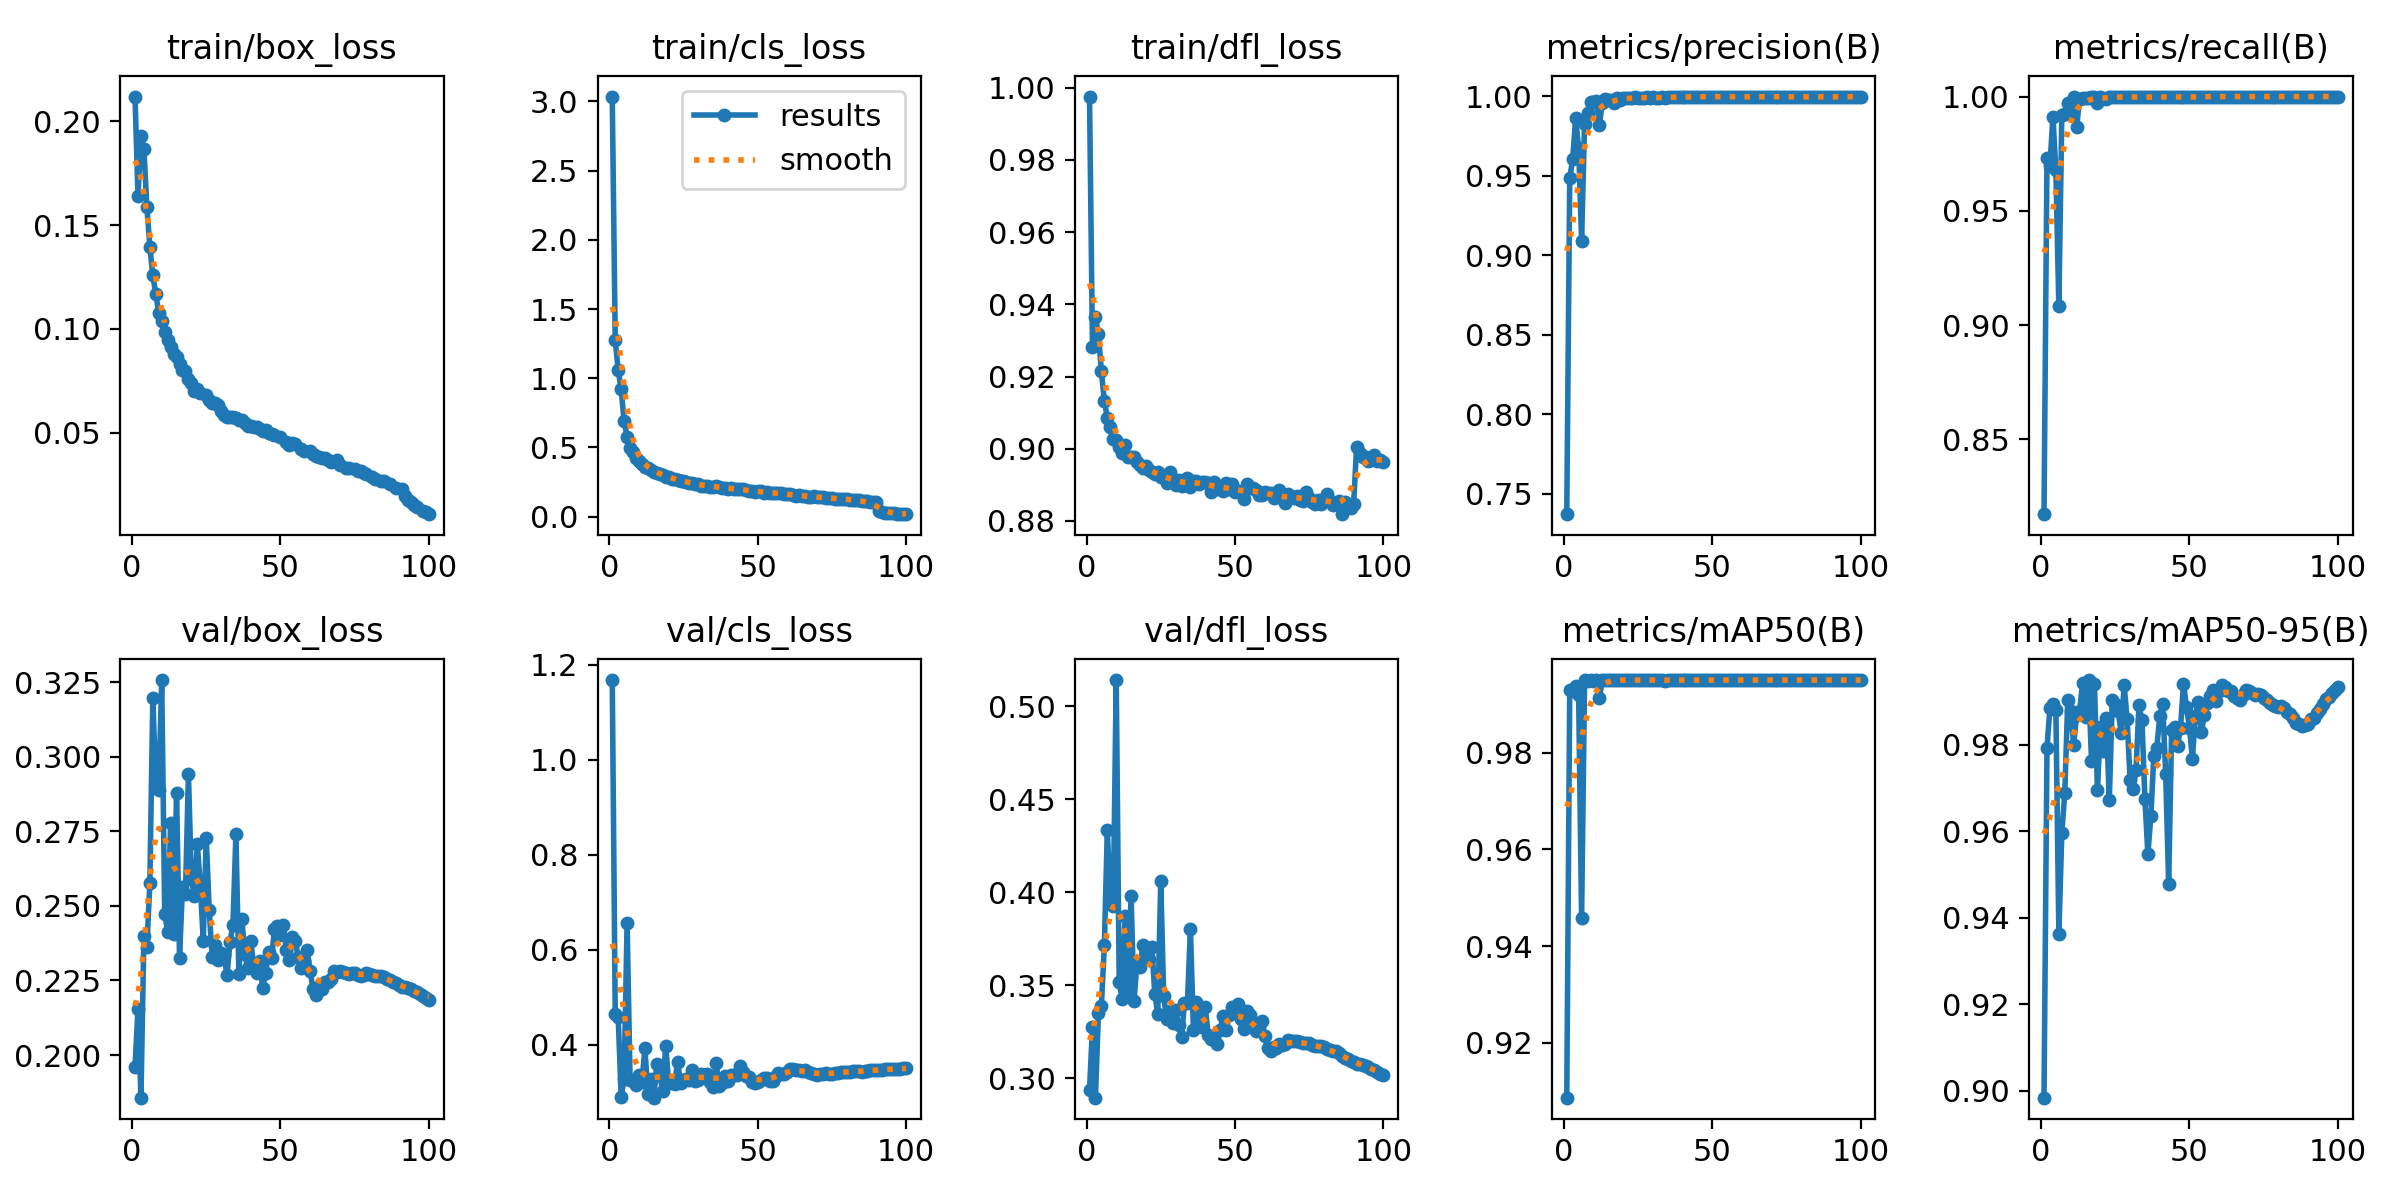 train/box_loss
0.20
0.15
0.10
0.05
0 50 100
train/cls_loss
results
smooth
3.0
2.5
2.0
1.5
1.0
0.5
0.0
0 50 100
train/dfl_loss
1.00
0.98
0.96
0.94
0.92
0.90
0.88
0 50 100
metrics/precision(B)
1.00
0.95
0.90
0.85
0.80
0.75
0 50 100
metrics/recall(B)
1.00
0.95
0.90
0.85
0 50 100
val/box_loss
0.325
0.300
0.275
0.250
0.225
0.200
0 50 100
val/cls_loss
1.2
1.0
0.8
0.6
0.4
0 50 100
val/dfl_loss
0.50
0.45
0.40
0.35
0.30
0 50 100
metrics/mAP50(B)
0.98
0.96
0.94
0.92
0 50 100
metrics/mAP50-95(B)
0.98
0.96
0.94
0.92
0.90
0 50 100